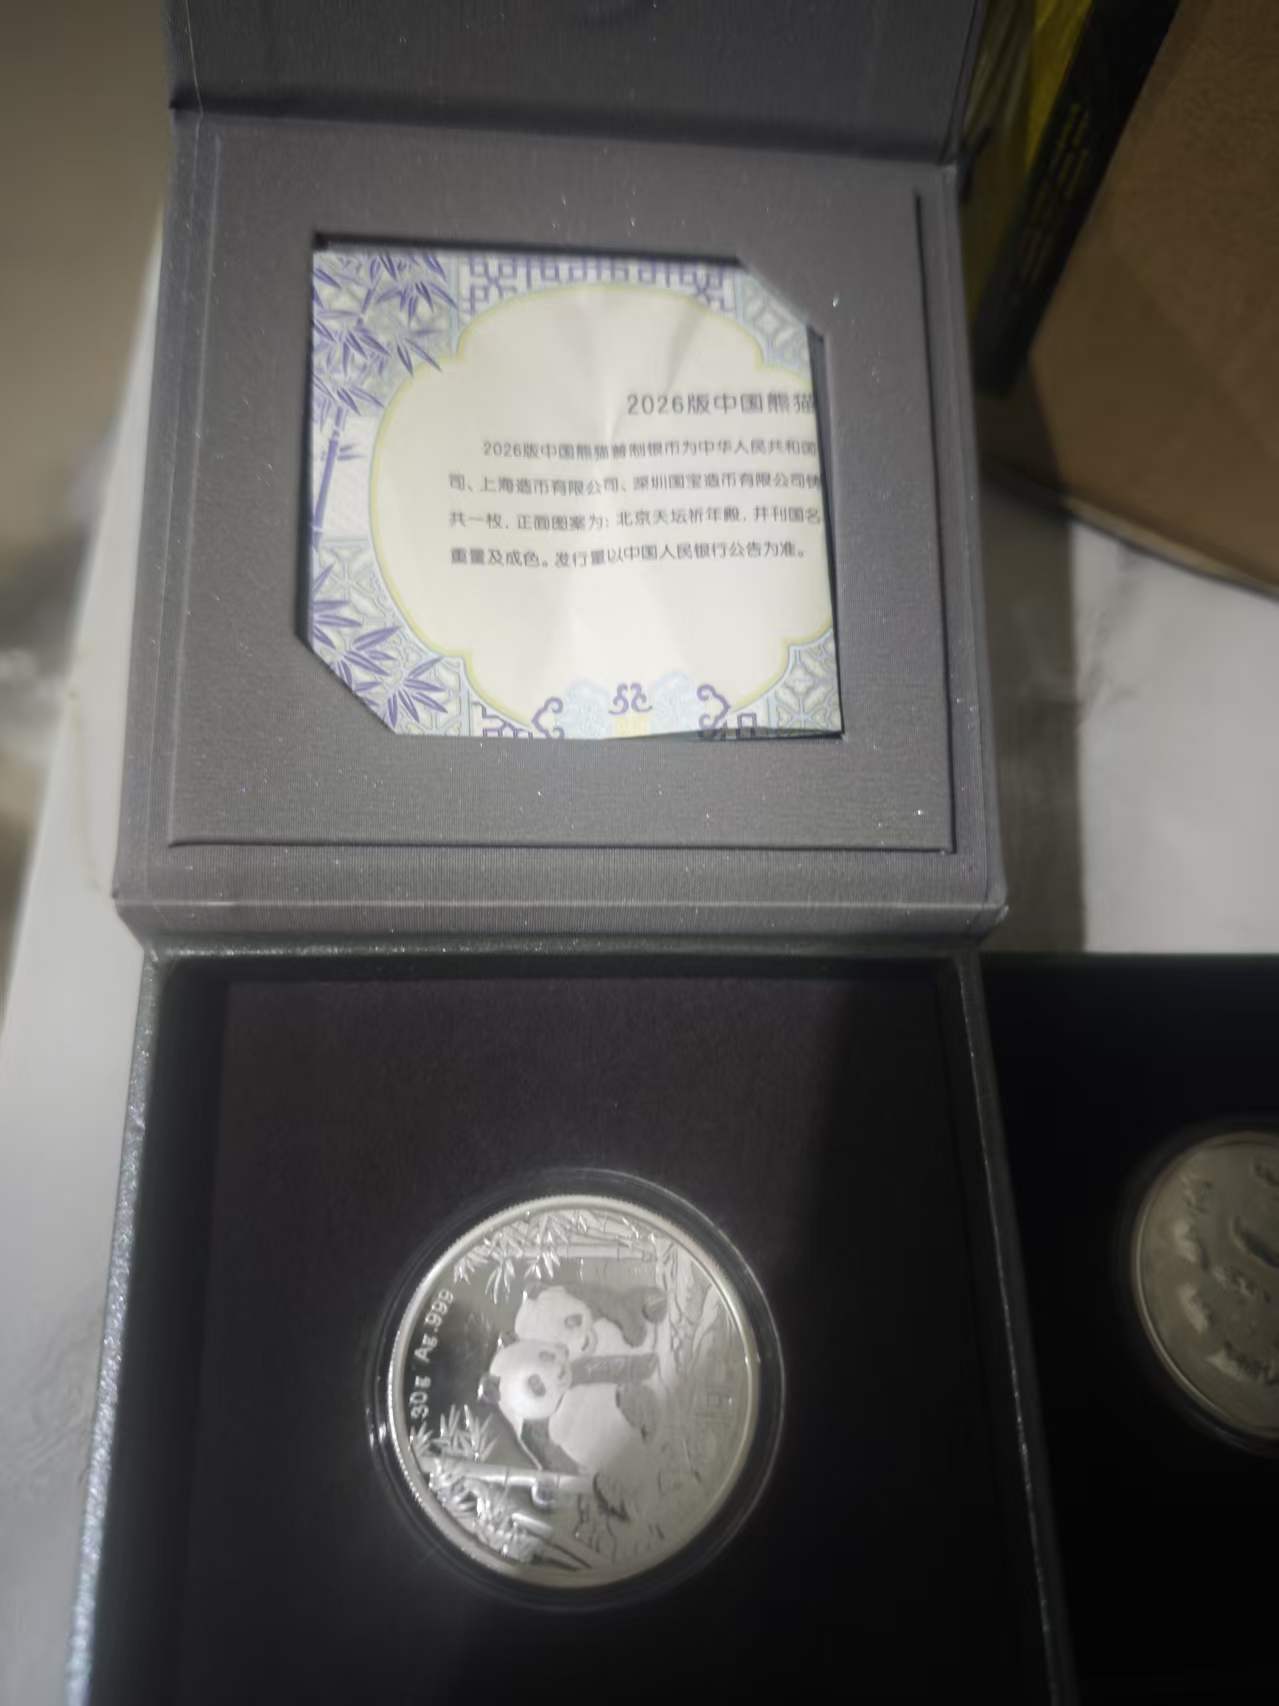 2026版中国熊猫
2026版中国熊猫普制银币为中华人民共和国
司、上海造币有限公司、深圳国宝造币有限公司铸
共一枚，正面图案为：北京天坛祈年殿，并刊国名
重量及成色。发行量以中国人民银行公告为准。
30g Ag.999